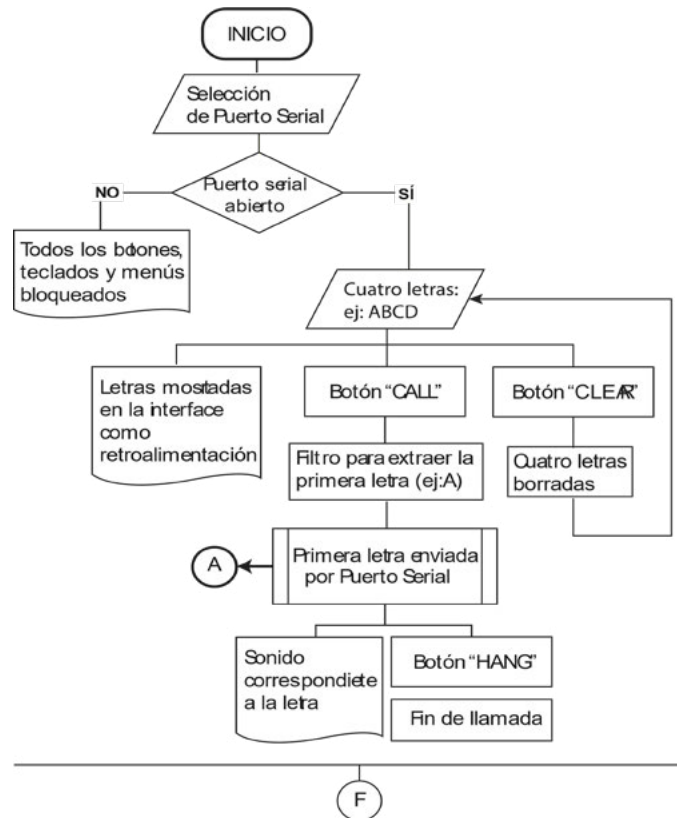 INICIO
Selección
de Puerto Serial
Puerto serial
abierto
NO
SÍ
Todos los botones,
teclados y menús
bloqueados
Cuatro letras:
ej: ABCD
Letras mostradas
en la interface
como
retroalimentación
Botón “CALL”
Botón “CLEAR”
Filtro para extraer la
primera letra (ej:A)
Cuatro letras
borradas
A
Primera letra enviada
por Puerto Serial
Sonido
correspondiete
a la letra
Botón “HANG”
Fin de llamada
F